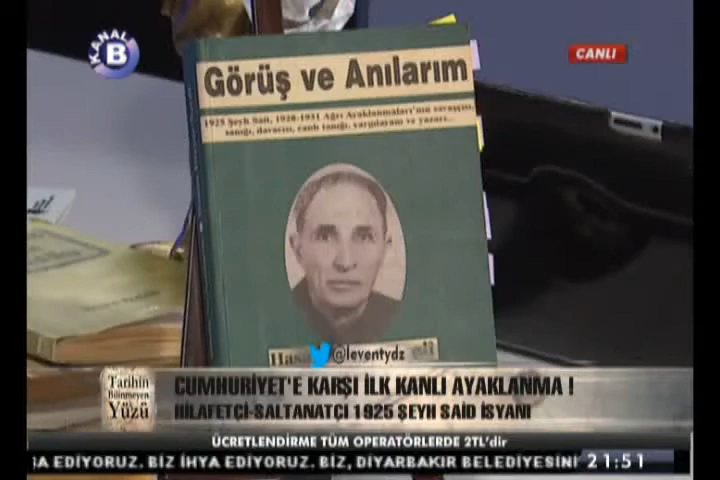 KANAL B
CANLI
Görüş ve Anılarım
1925 Şeyh Sait, 1926-1931 Ağrı Ayaklanmaları'nın savaşçısı,
sanığı, davacısı, canlı tanığı, yargılayanı ve yazarı...
@leventydz
Tarihin
Bilinmeyen
Yüzü
CUMHURİYET'E KARŞI İLK KANLI AYAKLANMA !
HİLAFETÇİ-SALTANATÇI 1925 ŞEYH SAİD İSYANI
ÜCRETLENDİRME TÜM OPERATÖRLERDE 2TL'dir
EDİYORUZ. BİZ İHYA EDİYORUZ. BİZ, DİYARBAKIR BELEDİYESİNİ
21:51